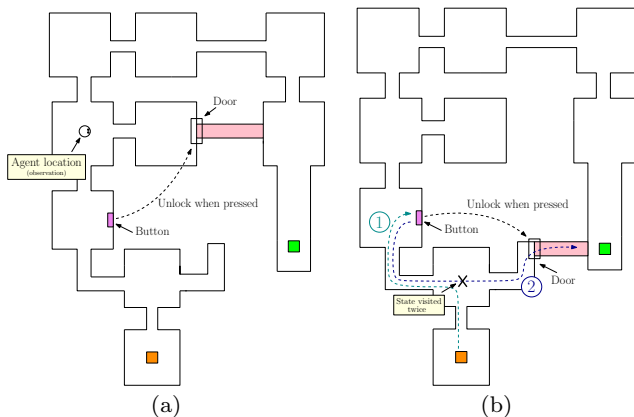 Door
Agent location
(observation)
Unlock when pressed
Button
(a)
1
Unlock when pressed
Button
State visited
twice
Door
2
(b)